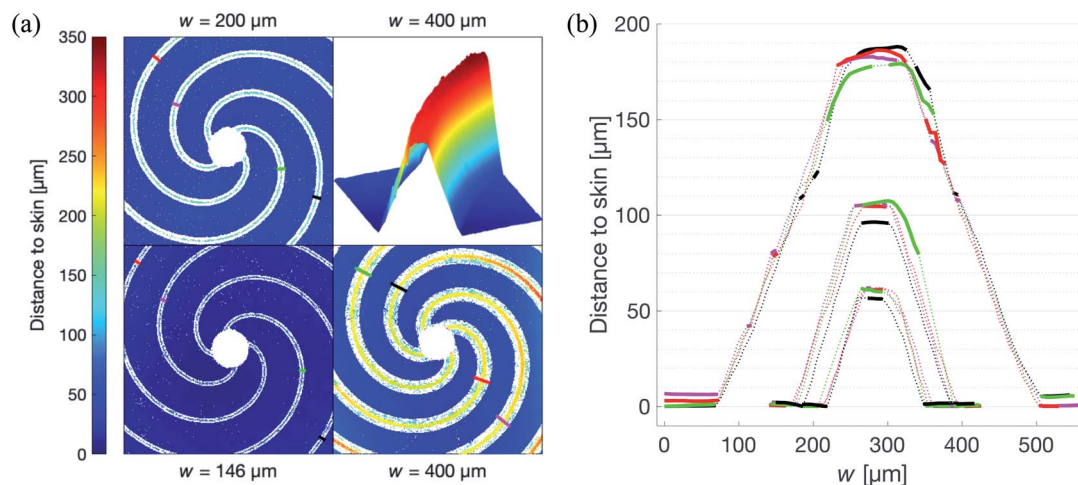 (a)
w = 200 μm
w = 400 μm
(b)
Distance to skin [μm]
350
300
250
200
150
100
50
0
w = 146 μm
w = 400 μm
Distance to skin [μm]
200
150
100
50
0
0
100
200
300
400
500
w [μm]